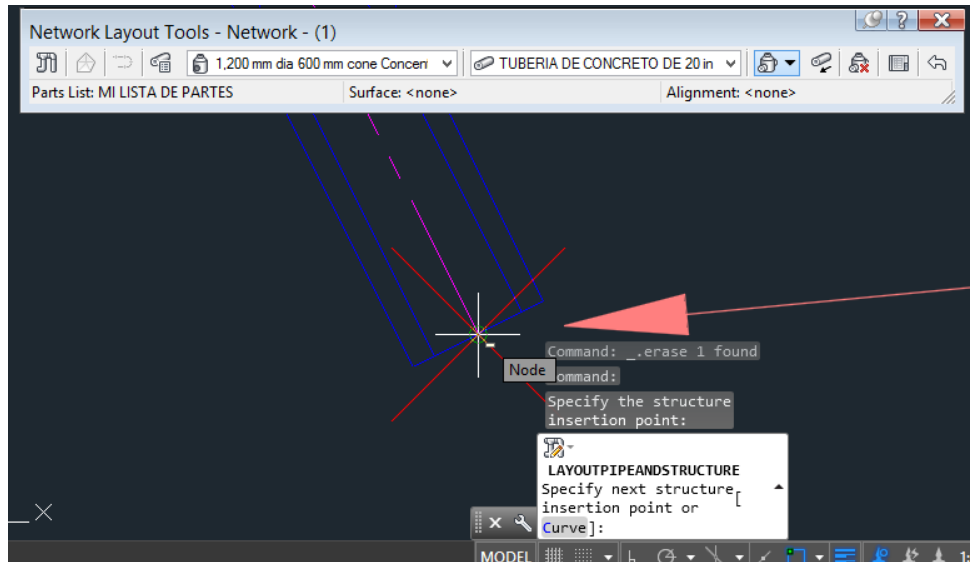 Network Layout Tools - Network - (1)
1,200 mm dia 600 mm cone Concen
TUBERIA DE CONCRETO DE 20 in
Parts List: MI LISTA DE PARTES
Surface: <none>
Alignment: <none>
Node
Command: _.erase 1 found
Command:
Specify the structure
insertion point:
LAYOUTPIPEANDSTRUCTURE
Specify next structure
insertion point or [
Curve]:
MODEL
1: